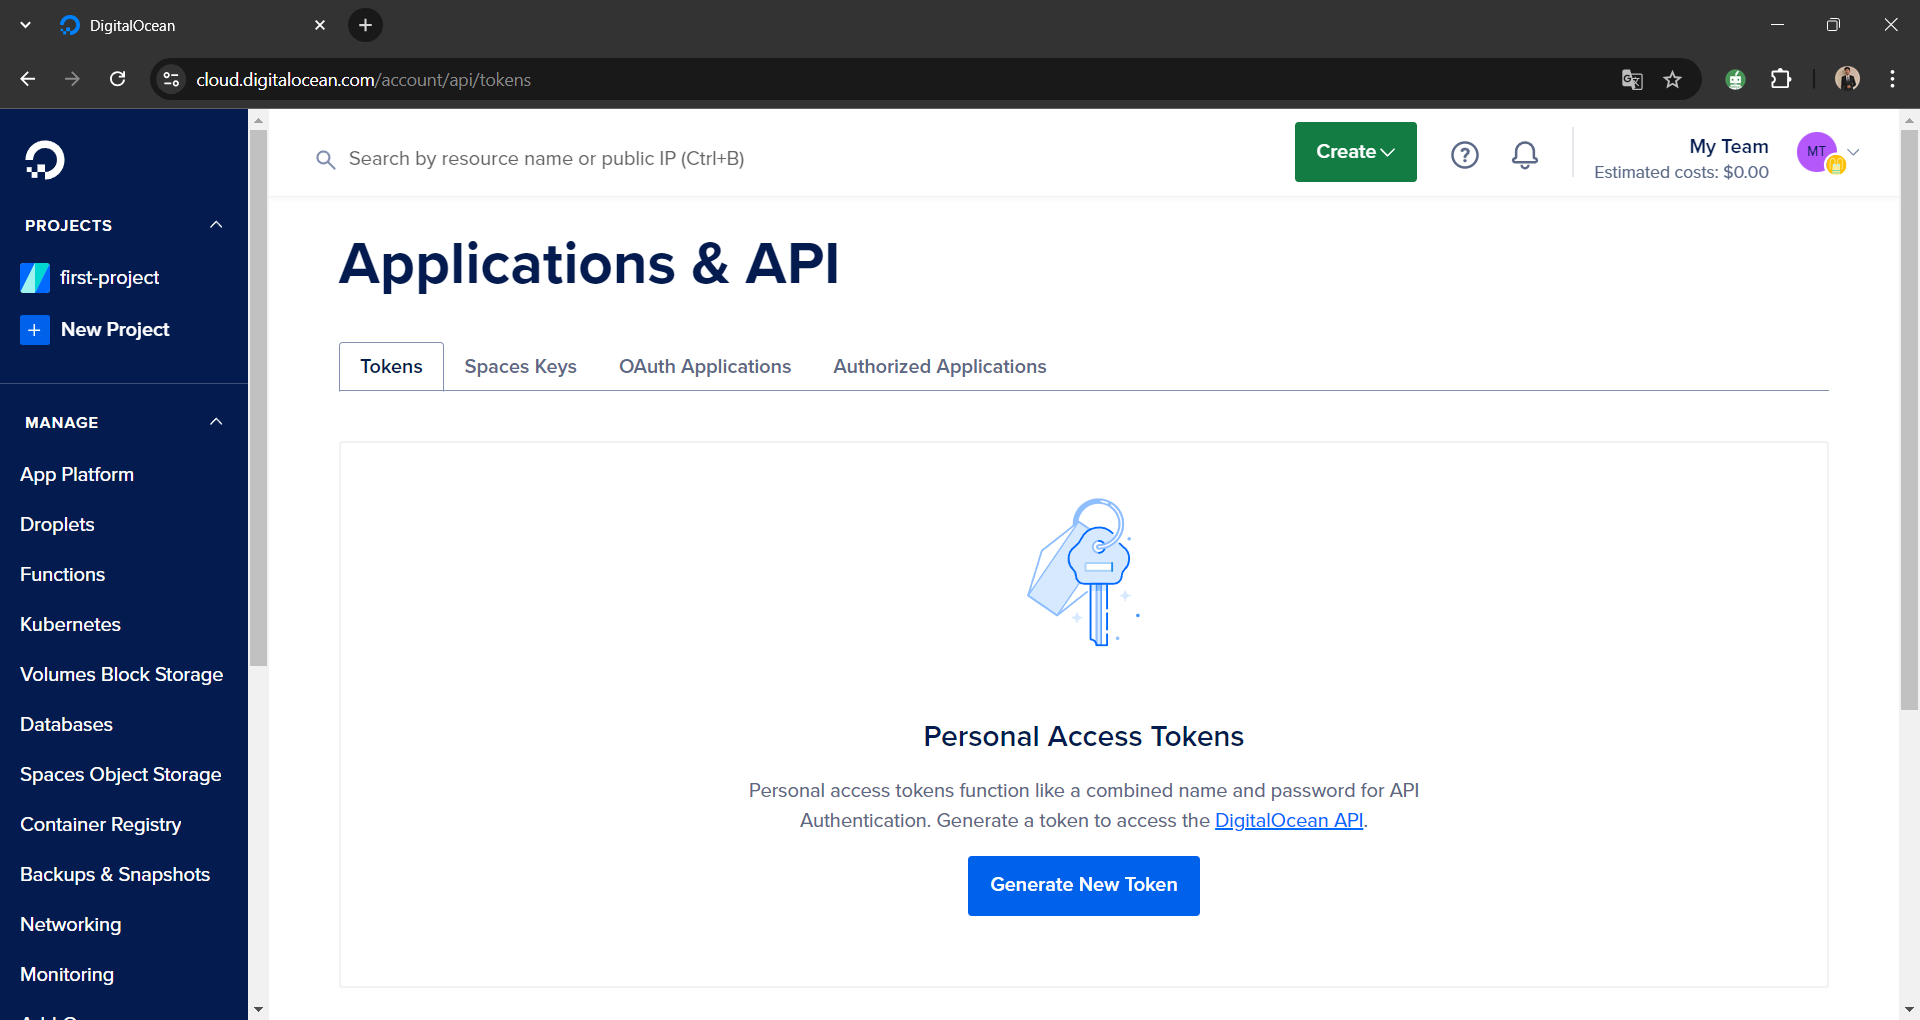 DigitalOcean
cloud.digitalocean.com/account/api/tokens
Search by resource name or public IP (Ctrl+B)
Create
My Team
Estimated costs: $0.00
MT
PROJECTS
first-project
New Project
MANAGE
App Platform
Droplets
Functions
Kubernetes
Volumes Block Storage
Databases
Spaces Object Storage
Container Registry
Backups & Snapshots
Networking
Monitoring
Applications & API
Tokens
Spaces Keys
OAuth Applications
Authorized Applications
Personal Access Tokens
Personal access tokens function like a combined name and password for API
Authentication. Generate a token to access the DigitalOcean API.
Generate New Token